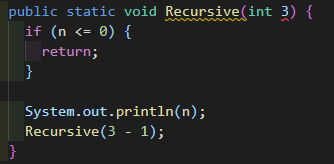 public static void Recursive(int 3) {
  if (n <= 0) {
    return;
  }

  System.out.println(n);
  Recursive(3 - 1);
}